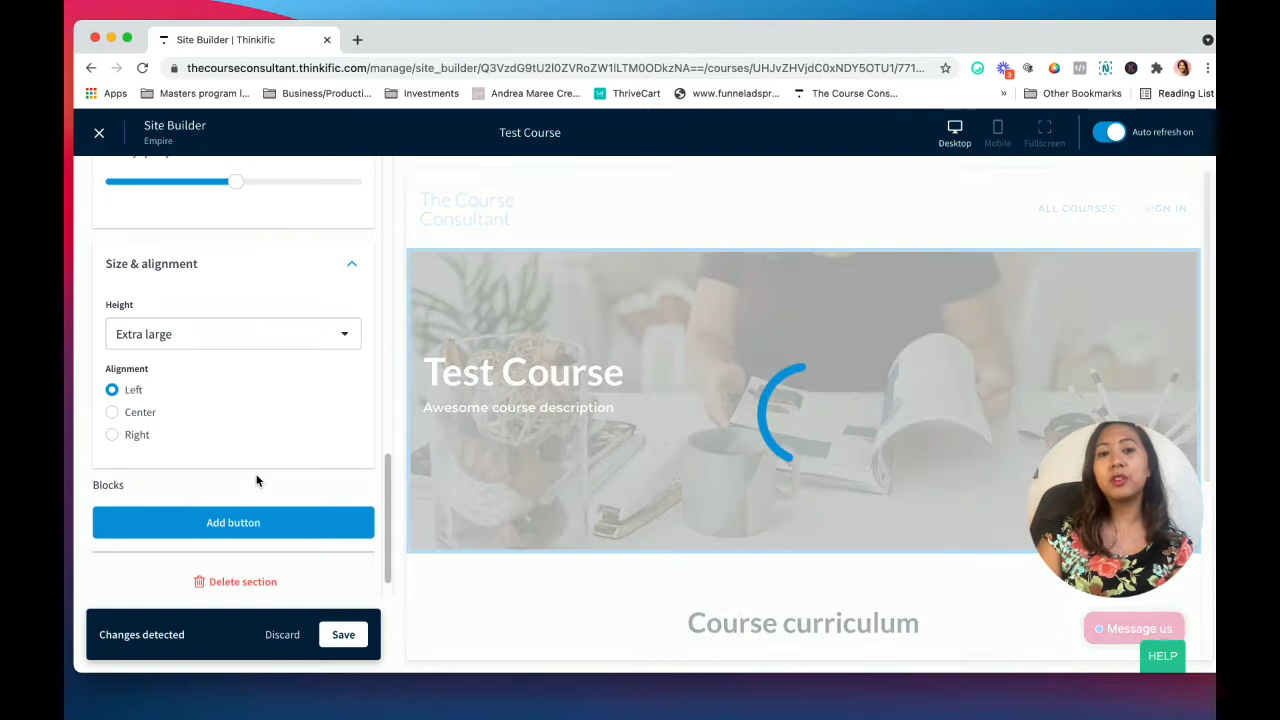 Site Builder | Thinkific
thecourseconsultant.thinkific.com/manage/site_builder/Q3VzdG9tU2l0ZVRoZW1lLTM0ODkzNA==/courses/UHJvZHVjdC0xNDY5OTU1/771...
3
Apps
Masters program I...
Business/Producti...
Investments
Andrea Maree Cre...
ThriveCart
www.funneladspr...
The Course Cons...
»
Other Bookmarks
Reading List
Site Builder
Empire
Test Course
Desktop
Mobile
Fullscreen
Auto refresh on
The Course
Consultant
ALL COURSES
SIGN IN
Size & alignment
Height
Extra large
Alignment
Left
Center
Right
Blocks
Add button
Delete section
Changes detected
Discard
Save
Test Course
Awesome course description
Course curriculum
Message us
HELP